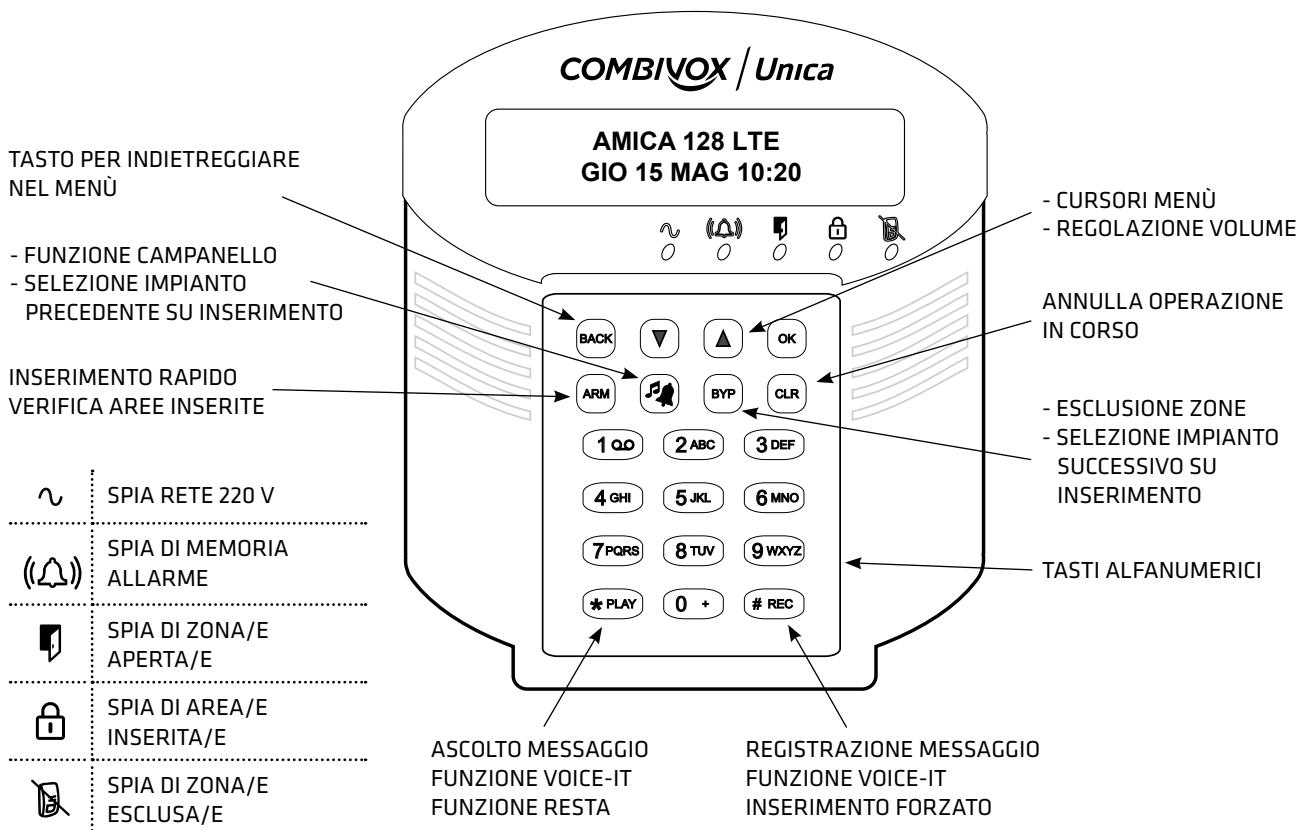 COMBIVOX / Unica
AMICA 128 LTE
GIO 15 MAG 10:20
TASTO PER INDIETREGGIARE
NEL MENÙ
- FUNZIONE CAMPANELLO
- SELEZIONE IMPIANTO
PRECEDENTE SU INSERIMENTO
INSERIMENTO RAPIDO
VERIFICA AREE INSERITE
- CURSORI MENÙ
- REGOLAZIONE VOLUME
ANNULLA OPERAZIONE
IN CORSO
- ESCLUSIONE ZONE
- SELEZIONE IMPIANTO
SUCCESSIVO SU
INSERIMENTO
TASTI ALFANUMERICI
BACK ▼ ▲ OK
ARM BYP CLR
1 2 ABC 3 DEF
4 GHI 5 JKL 6 MNO
7 PQRS 8 TUV 9 WXYZ
* PLAY 0 + # REC
SPIA RETE 220 V
SPIA DI MEMORIA
ALLARME
SPIA DI ZONA/E
APERTA/E
SPIA DI AREA/E
INSERITA/E
SPIA DI ZONA/E
ESCLUSA/E
ASCOLTO MESSAGGIO
FUNZIONE VOICE-IT
FUNZIONE RESTA
REGISTRAZIONE MESSAGGIO
FUNZIONE VOICE-IT
INSERIMENTO FORZATO